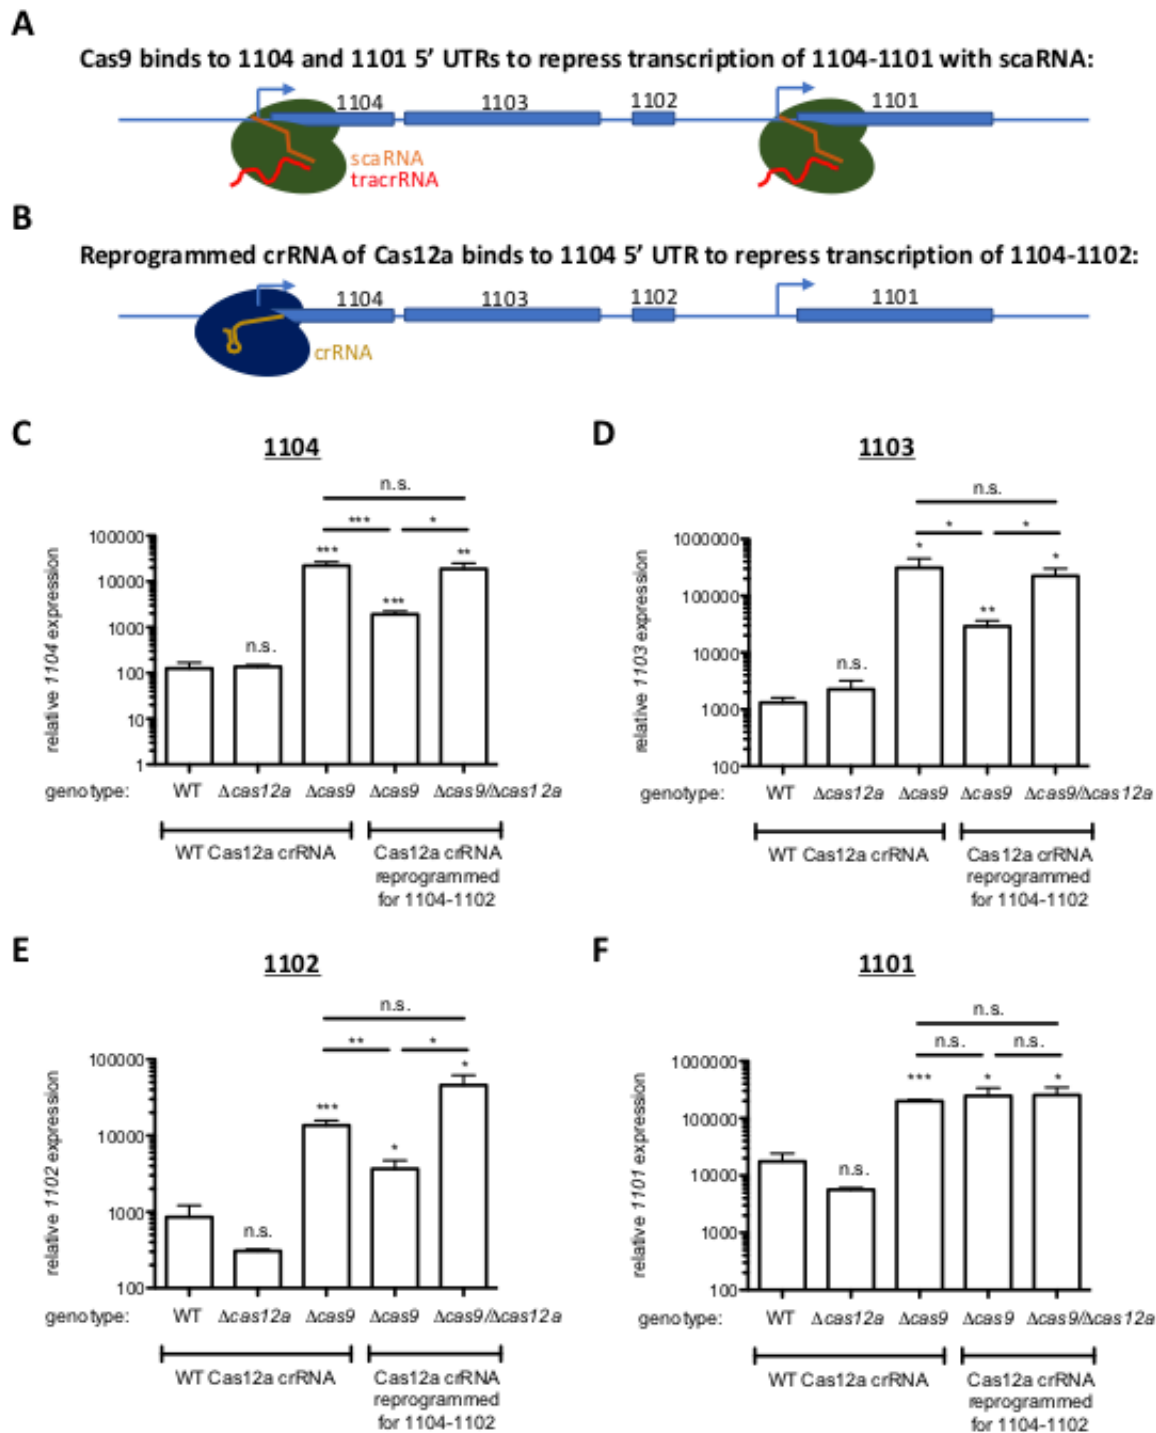 A
Cas9 binds to 1104 and 1101 5’ UTRs to repress transcription of 1104-1101 with scaRNA:
1104 1103 1102 1101
scaRNA
tracrRNA
B
Reprogrammed crRNA of Cas12a binds to 1104 5’ UTR to repress transcription of 1104-1102:
1104 1103 1102 1101
crRNA
C
1104
n.s.
*** *
*** **
***
n.s.
100000
10000
1000
100
10
1
relative 1104 expression
genotype: WT Δcas12a Δcas9 Δcas9 Δcas9/Δcas12a
WT Cas12a crRNA
Cas12a crRNA
reprogrammed
for 1104-1102
D
1103
n.s.
* *
* *
**
n.s.
1000000
100000
10000
1000
100
relative 1103 expression
genotype: WT Δcas12a Δcas9 Δcas9 Δcas9/Δcas12a
WT Cas12a crRNA
Cas12a crRNA
reprogrammed
for 1104-1102
E
1102
n.s.
** *
*
***
*
n.s.
100000
10000
1000
100
relative 1102 expression
genotype: WT Δcas12a Δcas9 Δcas9 Δcas9/Δcas12a
WT Cas12a crRNA
Cas12a crRNA
reprogrammed
for 1104-1102
F
1101
n.s.
n.s. n.s.
*** * *
n.s.
1000000
100000
10000
1000
100
relative 1101 expression
genotype: WT Δcas12a Δcas9 Δcas9 Δcas9/Δcas12a
WT Cas12a crRNA
Cas12a crRNA
reprogrammed
for 1104-1102